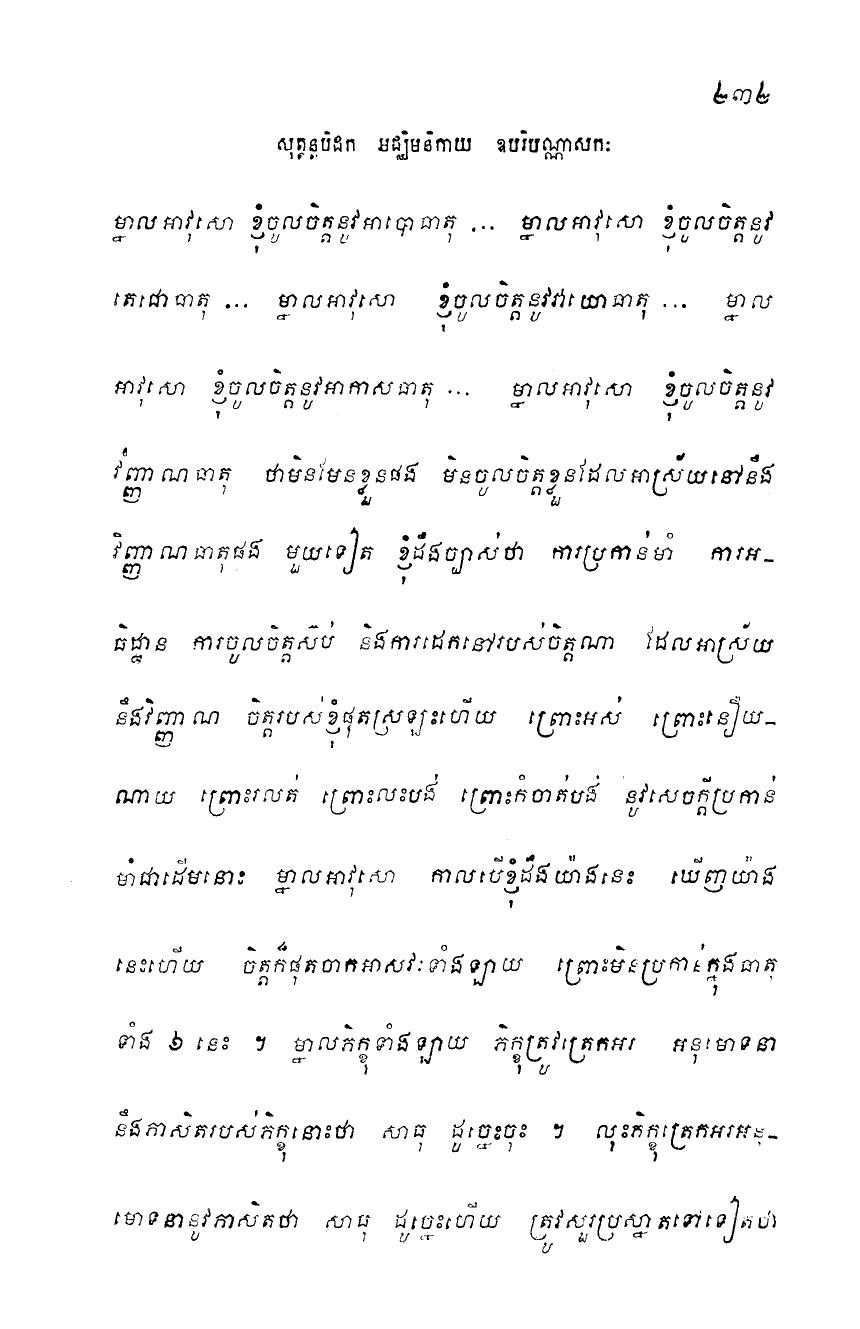 ២៣២
សុត្តន្តបិដក មជ្ឈិមនិកាយ ឧបរិបណ្ណាសកៈ
ម្នាលអាវុសោ ខ្ញុំចូលចិត្តនូវអាបោធាតុ ... ម្នាលអាវុសោ ខ្ញុំចូលចិត្តនូវ
តេជោធាតុ ... ម្នាលអាវុសោ ខ្ញុំចូលចិត្តនូវវាយោធាតុ ... ម្នាល
អាវុសោ ខ្ញុំចូលចិត្តនូវអាកាសធាតុ ... ម្នាលអាវុសោ ខ្ញុំចូលចិត្តនូវ
វិញ្ញាណធាតុ ថាមិនមែនខ្លួនផង មិនចូលចិត្តខ្លួនដែលអាស្រ័យនៅនឹង
វិញ្ញាណធាតុផង មួយទៀត ខ្ញុំដឹងច្បាស់ថា ការប្រកាន់មាំ ការអ-
ធិដ្ឋាន ការចូលចិត្តស៊ប់ និងការដេកនៅរបស់ចិត្តណា ដែលអាស្រ័យ
នឹងវិញ្ញាណ ចិត្តរបស់ខ្ញុំផុតស្រឡះហើយ ព្រោះអស់ ព្រោះនឿយ-
ណាយ ព្រោះរលត់ ព្រោះលះបង់ ព្រោះកំចាត់បង់ នូវសេចក្តីប្រកាន់
មាំជាដើមនោះ ម្នាលអាវុសោ កាលបើខ្ញុំដឹងយ៉ាងនេះ ឃើញយ៉ាង
នេះហើយ ចិត្តក៏ផុតចាកអាសវៈទាំងឡាយ ព្រោះមិនប្រកាន់ក្នុងធាតុ
ទាំង ៦ នេះ ។ ម្នាលភិក្ខុទាំងឡាយ ភិក្ខុត្រូវត្រេកអរ អនុមោទនា
នឹងភាសិតរបស់ភិក្ខុនោះថា សាធុ ដូច្នេះចុះ ។ លុះភិក្ខុត្រេកអរអនុ-
មោទនានូវភាសិតថា សាធុ ដូច្នេះហើយ ត្រូវសួរប្រស្នាតទៅទៀតថា